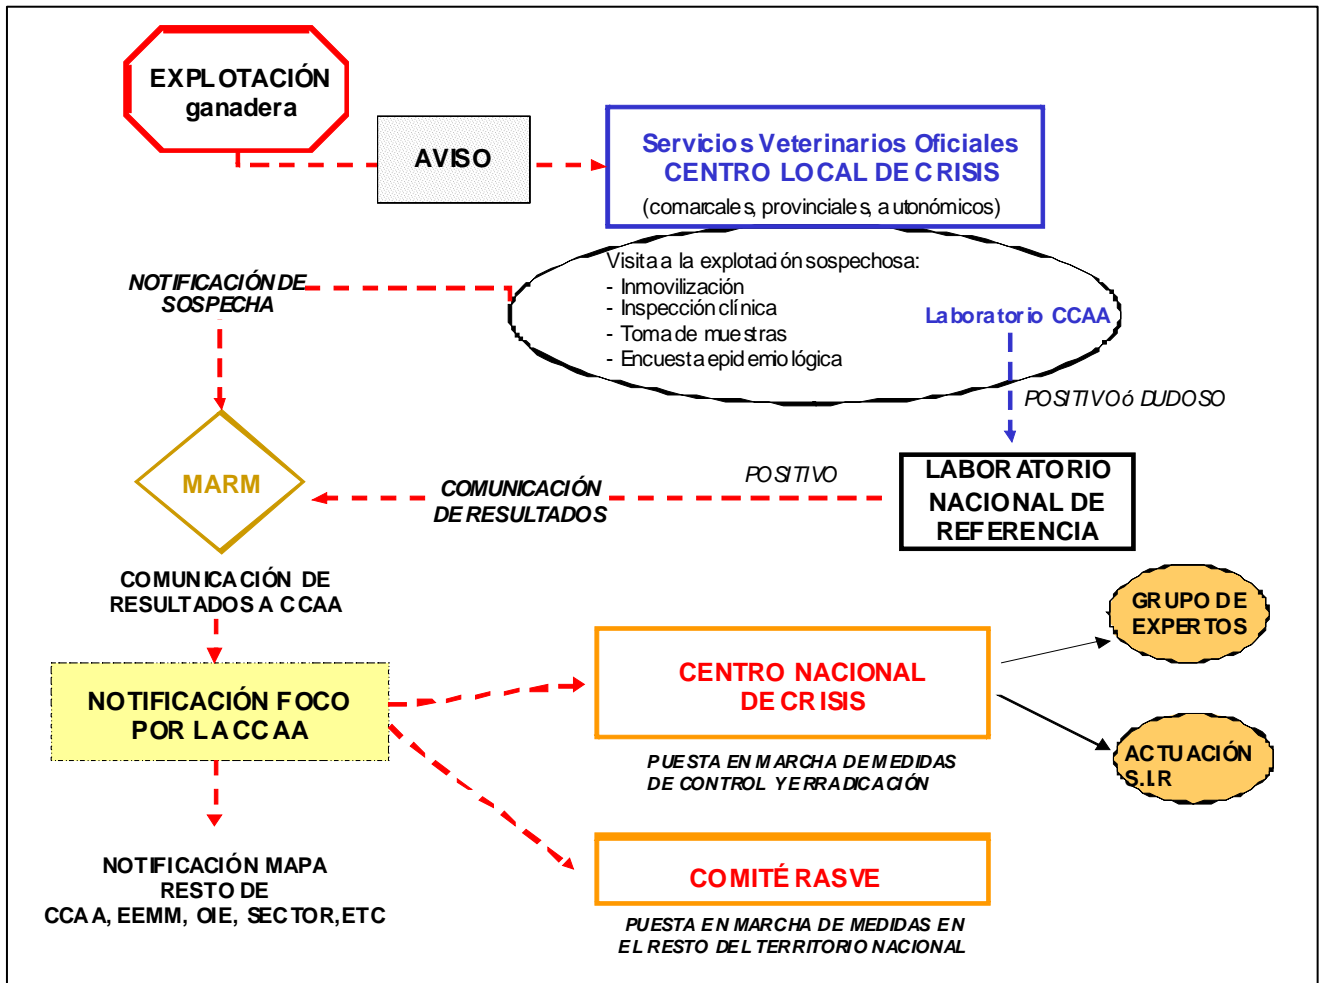 EXPLOTACIÓN
ganadera
AVISO
Servicios Veterinarios Oficiales
CENTRO LOCAL DE CRISIS
(comarcales, provinciales, autonómicos)
Visita a la explotación sospechosa:
- Inmovilización
- Inspección clínica
- Toma de muestras
- Encuesta epidemiológica
Laboratorio CCAA
NOTIFICACIÓN DE
SOSPECHA
POSITIVO ó DUDOSO
MARM
COMUNICACIÓN
DE RESULTADOS
POSITIVO
LABORATORIO
NACIONAL DE
REFERENCIA
COMUNICACIÓN DE
RESULTADOS A CCAA
GRUPO DE
EXPERTOS
NOTIFICACIÓN FOCO
POR LA CCAA
CENTRO NACIONAL
DE CRISIS
ACTUACIÓN
S.I.R
PUESTA EN MARCHA DE MEDIDAS
DE CONTROL Y ERRADICACIÓN
NOTIFICACIÓN MAPA
RESTO DE
CCAA, EEMM, OIE, SECTOR, ETC
COMITÉ RASVE
PUESTA EN MARCHA DE MEDIDAS EN
EL RESTO DEL TERRITORIO NACIONAL